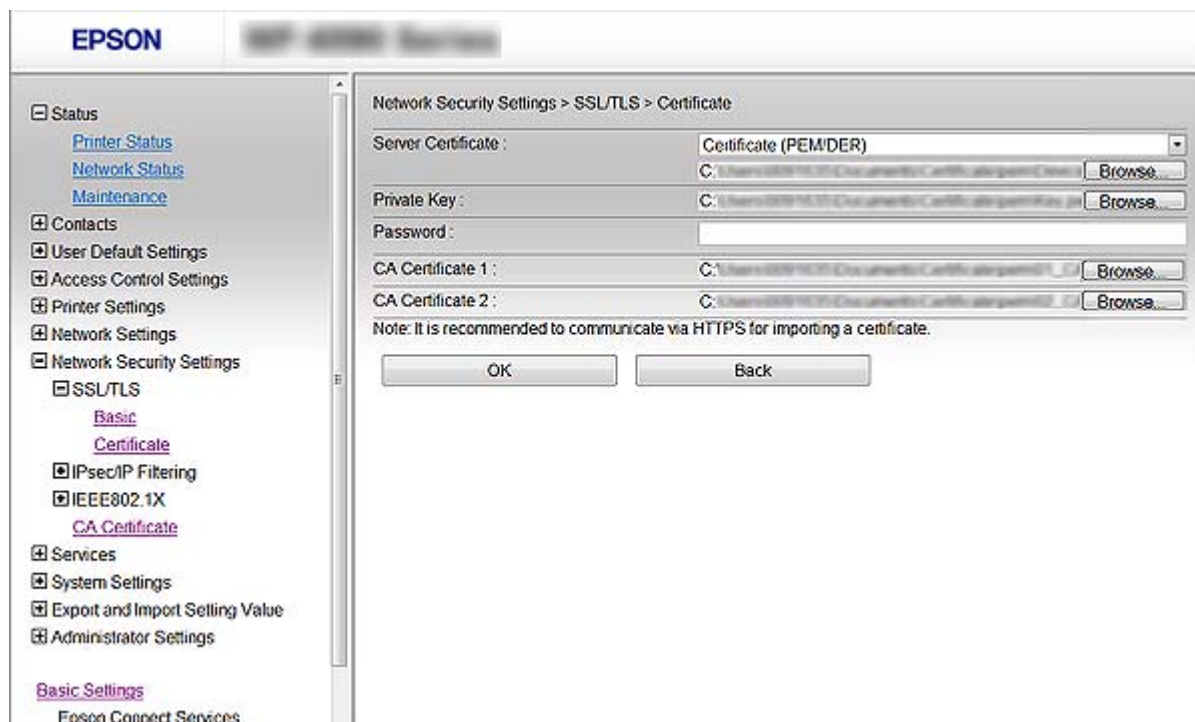 EPSON
Status
Printer Status
Network Status
Maintenance
Contacts
User Default Settings
Access Control Settings
Printer Settings
Network Settings
Network Security Settings
SSL/TLS
Basic
Certificate
IPsec/IP Filtering
IEEE802.1X
CA Certificate
Services
System Settings
Export and Import Setting Value
Administrator Settings
Basic Settings
Epson Connect Services
Network Security Settings > SSL/TLS > Certificate
Server Certificate : Certificate (PEM/DER)
C: Browse...
Private Key : C: Browse...
Password :
CA Certificate 1 : C: Browse...
CA Certificate 2 : C: Browse...
Note: It is recommended to communicate via HTTPS for importing a certificate.
OK Back